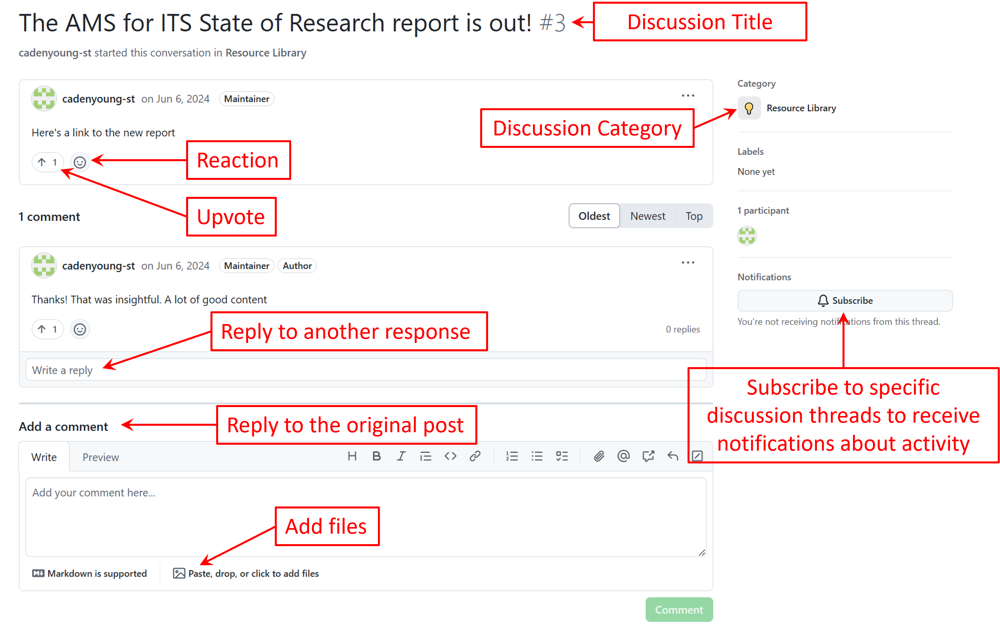 The AMS for ITS State of Research report is out! #3
Discussion Title
cadenyoung-st started this conversation in Resource Library
cadenyoung-st on Jun 6, 2024 Maintainer
Here's a link to the new report
1
Reaction
Upvote
Discussion Category
Category
Resource Library
Labels
None yet
1 participant
Notifications
Subscribe
You're not receiving notifications from this thread.
Subscribe to specific
discussion threads to receive
notifications about activity
1 comment
Oldest Newest Top
cadenyoung-st on Jun 6, 2024 Maintainer Author
Thanks! That was insightful. A lot of good content
1
0 replies
Reply to another response
Write a reply
Add a comment
Reply to the original post
Write Preview
Add your comment here...
Add files
Markdown is supported
Paste, drop, or click to add files
Comment